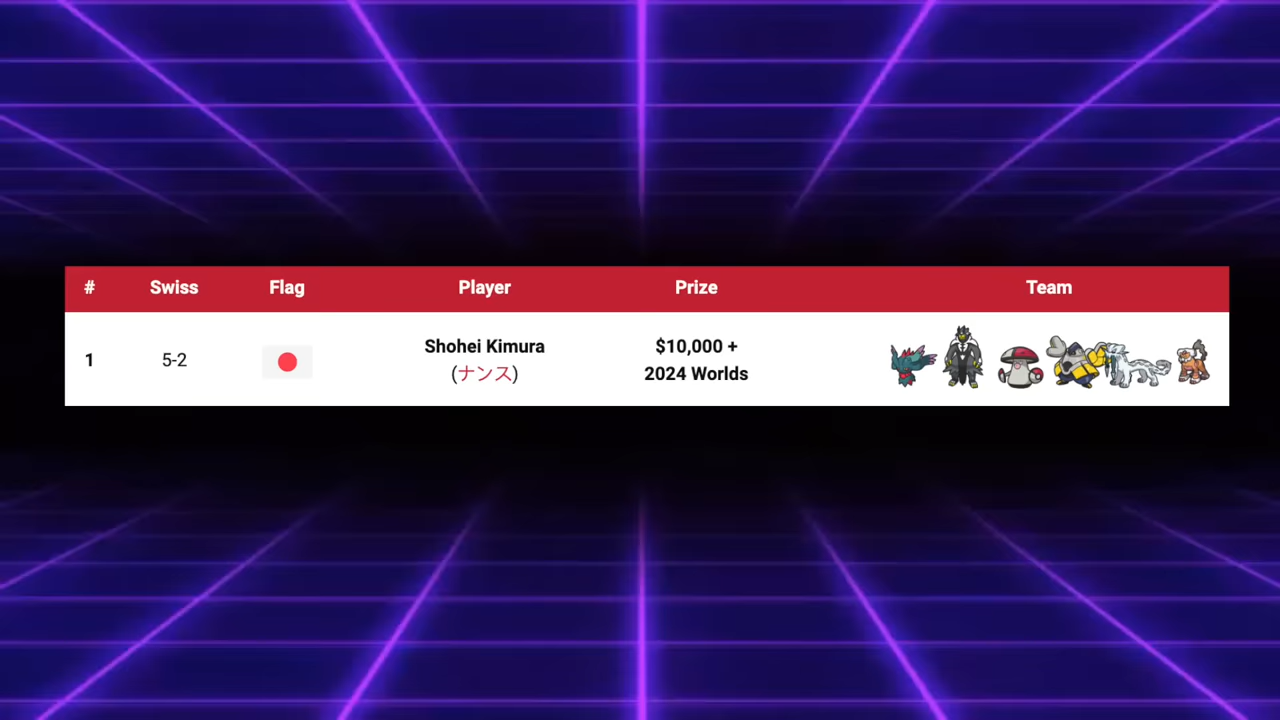 # Swiss Flag Player Prize Team
1 5-2 Shohei Kimura $10,000 +
(ナンス) 2024 Worlds